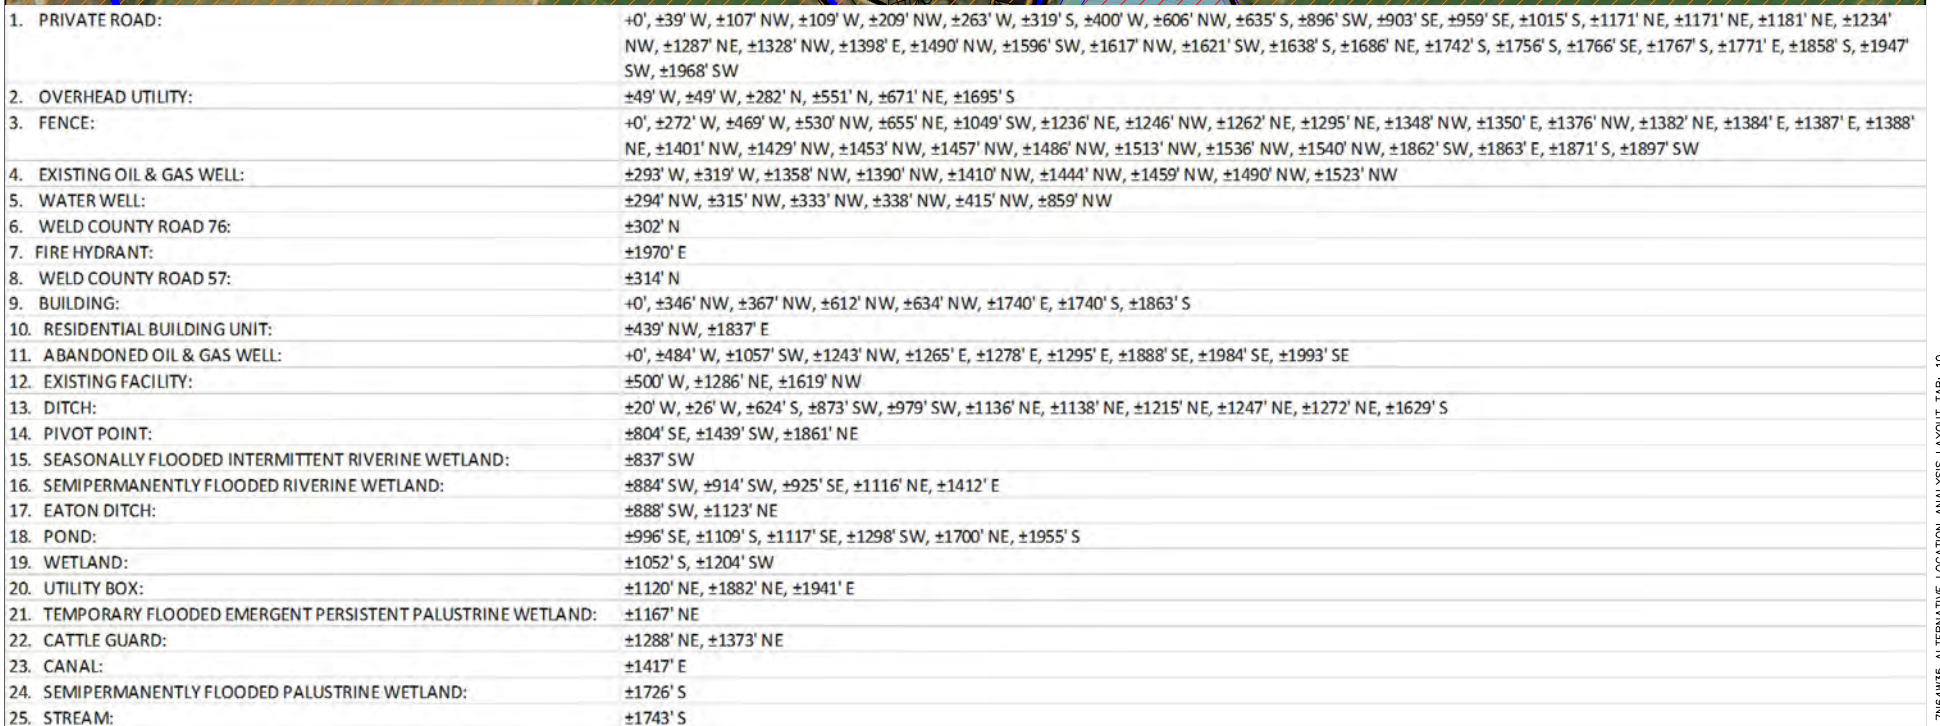 1. PRIVATE ROAD: +0', ±39' W, ±107' NW, ±109' W, ±209' NW, ±263' W, ±319' S, ±400' W, ±606' NW, ±635' S, ±896' SW, ±903' SE, ±959' SE, ±1015' S, ±1171' NE, ±1171' NE, ±1181' NE, ±1234'
NW, ±1287' NE, ±1328' NW, ±1398' E, ±1490' NW, ±1596' SW, ±1617' NW, ±1621' SW, ±1638' S, ±1686' NE, ±1742' S, ±1756' S, ±1766' SE, ±1767' S, ±1771' E, ±1858' S, ±1947'
SW, ±1968' SW
2. OVERHEAD UTILITY: ±49' W, ±49' W, ±282' N, ±551' N, ±671' NE, ±1695' S
3. FENCE: +0', ±272' W, ±469' W, ±530' NW, ±655' NE, ±1049' SW, ±1236' NE, ±1246' NW, ±1262' NE, ±1295' NE, ±1348' NW, ±1350' E, ±1376' NW, ±1382' NE, ±1384' E, ±1387' E, ±1388'
NE, ±1401' NW, ±1429' NW, ±1453' NW, ±1457' NW, ±1486' NW, ±1513' NW, ±1536' NW, ±1540' NW, ±1862' SW, ±1863' E, ±1871' S, ±1897' SW
4. EXISTING OIL & GAS WELL: ±293' W, ±319' W, ±1358' NW, ±1390' NW, ±1410' NW, ±1444' NW, ±1459' NW, ±1490' NW, ±1523' NW
5. WATER WELL: ±294' NW, ±315' NW, ±333' NW, ±338' NW, ±415' NW, ±859' NW
6. WELD COUNTY ROAD 76: ±302' N
7. FIRE HYDRANT: ±1970' E
8. WELD COUNTY ROAD 57: ±314' N
9. BUILDING: +0', ±346' NW, ±367' NW, ±612' NW, ±634' NW, ±1740' E, ±1740' S, ±1863' S
10. RESIDENTIAL BUILDING UNIT: ±439' NW, ±1837' E
11. ABANDONED OIL & GAS WELL: +0', ±484' W, ±1057' SW, ±1243' NW, ±1265' E, ±1278' E, ±1295' E, ±1888' SE, ±1984' SE, ±1993' SE
12. EXISTING FACILITY: ±500' W, ±1286' NE, ±1619' NW
13. DITCH: ±20' W, ±26' W, ±624' S, ±873' SW, ±979' SW, ±1136' NE, ±1138' NE, ±1215' NE, ±1247' NE, ±1272' NE, ±1629' S
14. PIVOT POINT: ±804' SE, ±1439' SW, ±1861' NE
15. SEASONALLY FLOODED INTERMITTENT RIVERINE WETLAND: ±837' SW
16. SEMIPERMANENTLY FLOODED RIVERINE WETLAND: ±884' SW, ±914' SW, ±925' SE, ±1116' NE, ±1412' E
17. EATON DITCH: ±888' SW, ±1123' NE
18. POND: ±996' SE, ±1109' S, ±1117' SE, ±1298' SW, ±1700' NE, ±1955' S
19. WETLAND: ±1052' S, ±1204' SW
20. UTILITY BOX: ±1120' NE, ±1882' NE, ±1941' E
21. TEMPORARY FLOODED EMERGENT PERSISTENT PALUSTRINE WETLAND: ±1167' NE
22. CATTLE GUARD: ±1288' NE, ±1373' NE
23. CANAL: ±1417' E
24. SEMIPERMANENTLY FLOODED PALUSTRINE WETLAND: ±1726' S
25. STREAM: ±1743' S
ALTERNATIVE LOCATION ANALYSIS LAYOUT TAB: